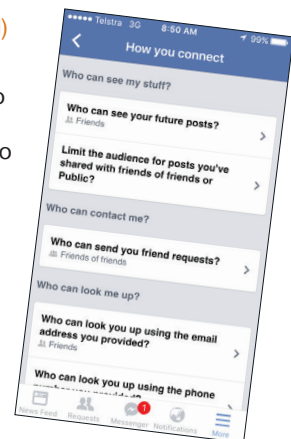 )
o
o
Telstra 3G 8:50 AM 99%
How you connect
Who can see my stuff?
Who can see your future posts?
Friends
Limit the audience for posts you've
shared with friends of friends or
Public?
Who can contact me?
Who can send you friend requests?
Friends of friends
Who can look me up?
Who can look you up using the email
address you provided?
Friends
Who can look you up using the phone
1
News Feed Requests Messenger Notifications More